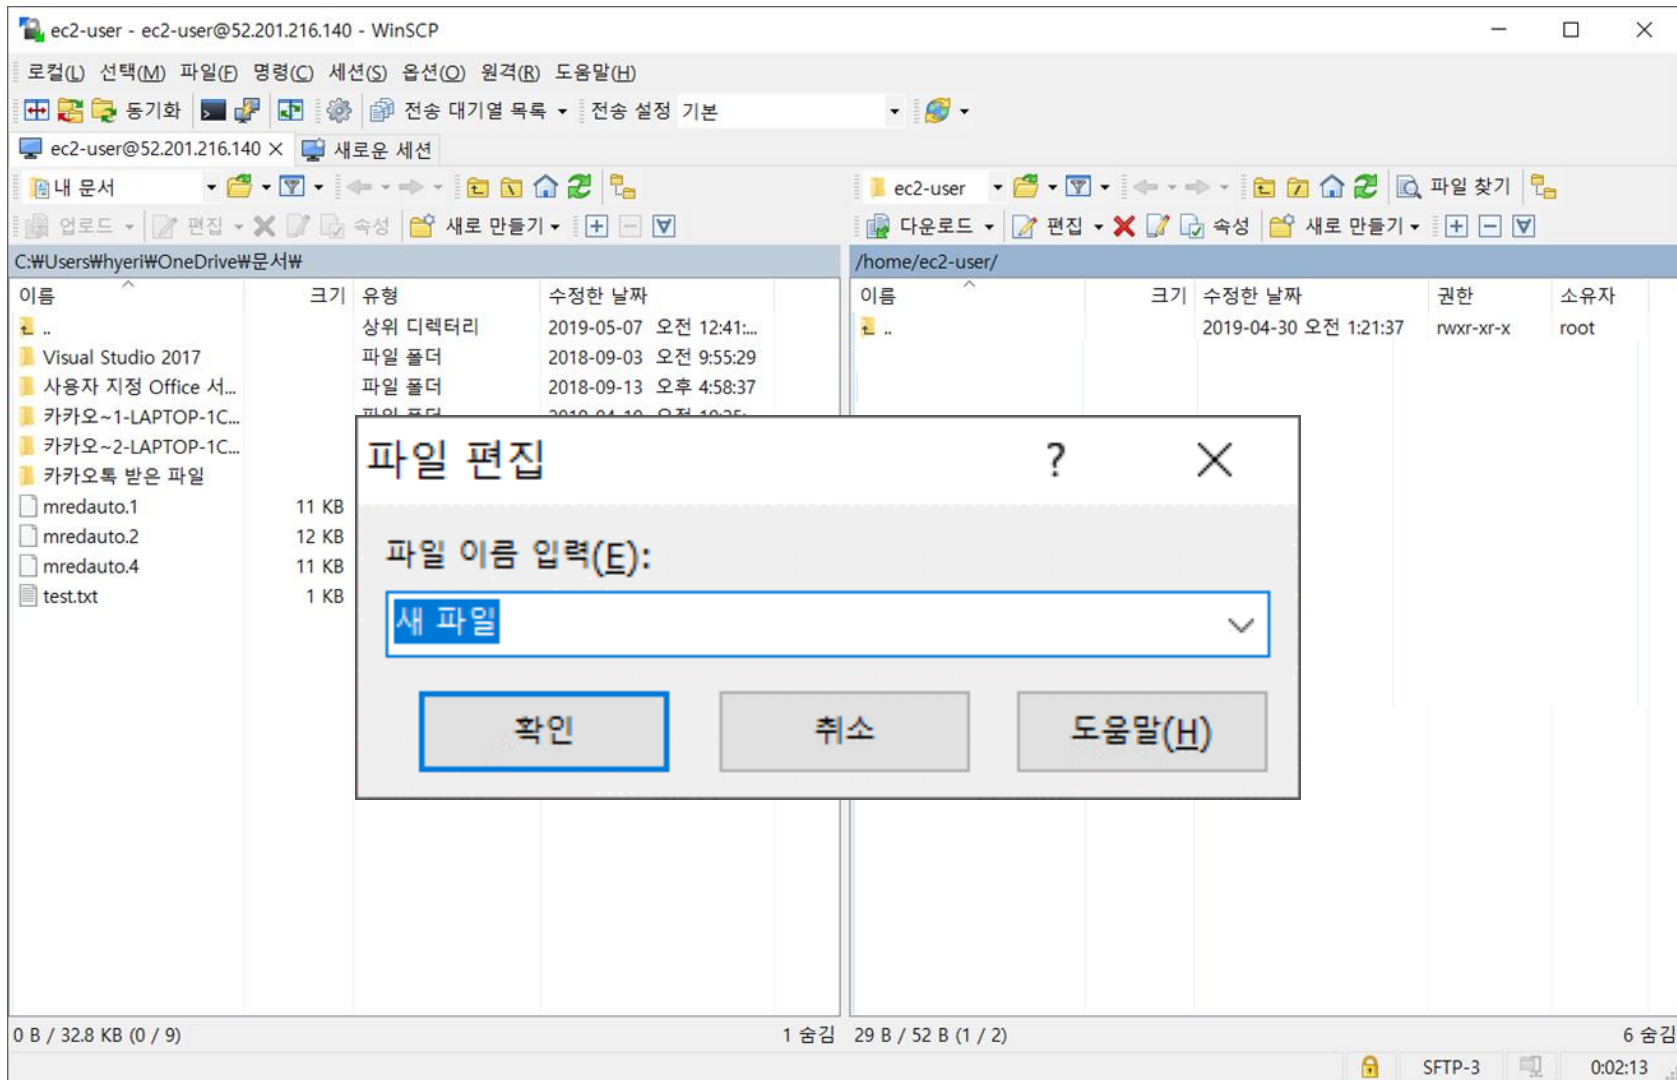 ec2-user - ec2-user@52.201.216.140 - WinSCP
로컬(L) 선택(M) 파일(F) 명령(C) 세션(S) 옵션(O) 원격(R) 도움말(H)
동기화 전송 대기열 목록 전송 설정 기본
ec2-user@52.201.216.140 새로운 세션
내 문서 ec2-user 파일 찾기
업로드 편집 속성 새로 만들기 다운로드 편집 속성 새로 만들기
C:₩Users₩hyeri₩OneDrive₩문서₩ /home/ec2-user/
이름 크기 유형 수정한 날짜 이름 크기 수정한 날짜 권한 소유자
.. 상위 디렉터리 2019-05-07 오전 12:41:... .. 2019-04-30 오전 1:21:37 rwxr-xr-x root
Visual Studio 2017 파일 폴더 2018-09-03 오전 9:55:29
사용자 지정 Office 서... 파일 폴더 2018-09-13 오후 4:58:37
카카오~1-LAPTOP-1C...
카카오~2-LAPTOP-1C...
카카오톡 받은 파일
mredauto.1 11 KB
mredauto.2 12 KB
mredauto.4 11 KB
test.txt 1 KB
파일 편집 ?
파일 이름 입력(E):
새 파일
확인 취소 도움말(H)
0 B / 32.8 KB (0 / 9) 1 숨김 29 B / 52 B (1 / 2) 6 숨김
SFTP-3 0:02:13